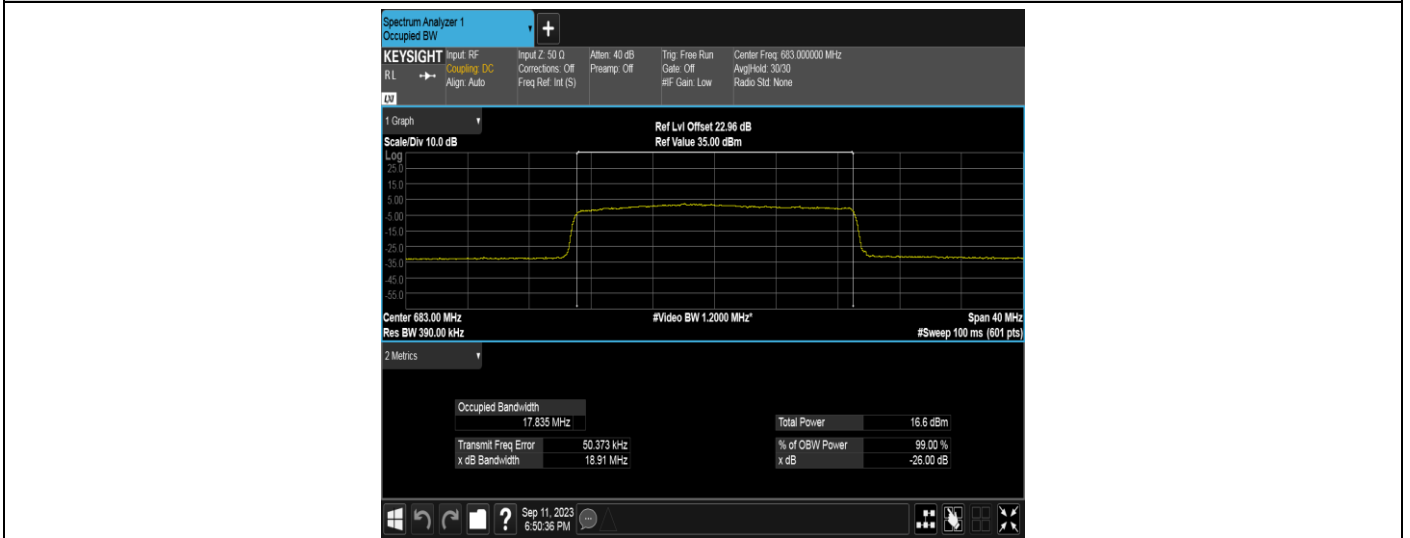 Spectrum Analyzer 1
Occupied BW
+
KEYSIGHT Input: RF Input Z: 50 Ω Atten: 40 dB Trig: Free Run Center Freq: 683.000000 MHz
RL Coupling: DC Corrections: Off Preamp: Off Gate: Off Avg|Hold: 30/30
Align: Auto Freq Ref: Int (S) #IF Gain: Low Radio Std: None
LXI
1 Graph Ref Lvl Offset 22.96 dB
Scale/Div 10.0 dB Ref Value 35.00 dBm
Log
25.0
15.0
5.00
-5.00
-15.0
-25.0
-35.0
-45.0
-55.0
Center 683.00 MHz #Video BW 1.2000 MHz* Span 40 MHz
Res BW 390.00 kHz #Sweep 100 ms (601 pts)
2 Metrics
Occupied Bandwidth
17.835 MHz Total Power 16.6 dBm
Transmit Freq Error 50.373 kHz % of OBW Power 99.00 %
x dB Bandwidth 18.91 MHz x dB -26.00 dB
? Sep 11, 2023
6:50:36 PM